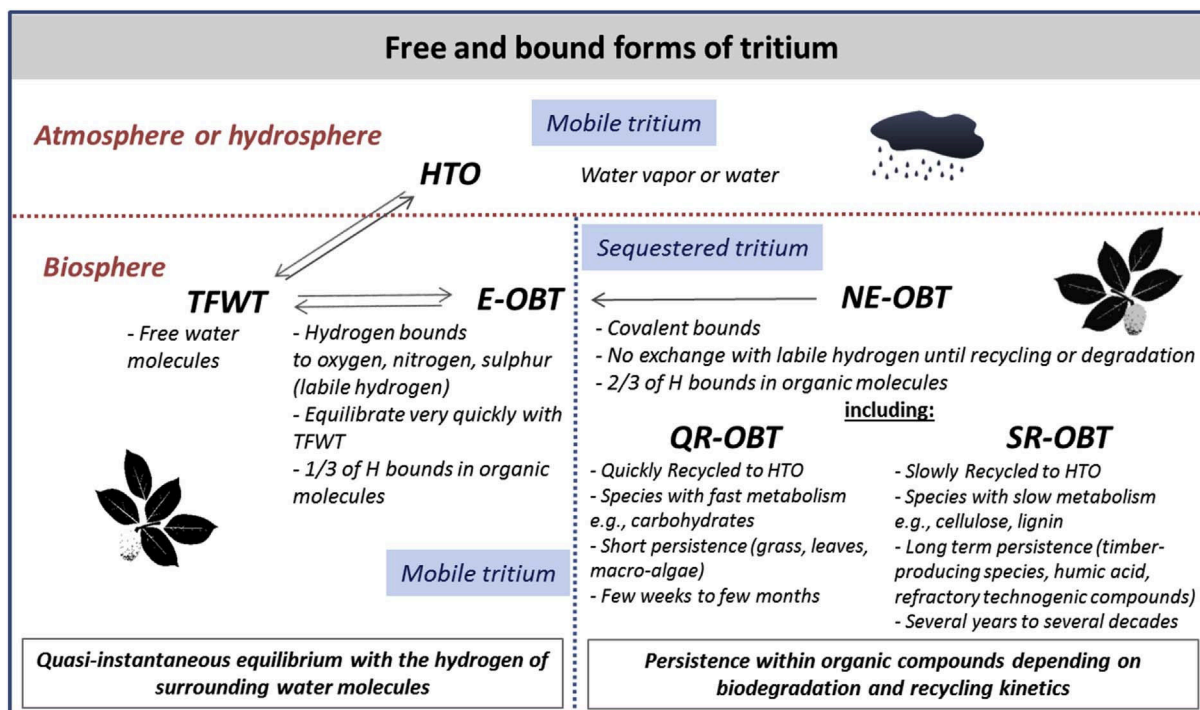 Free and bound forms of tritium
Atmosphere or hydrosphere
Mobile tritium
HTO
Water vapor or water
Biosphere
TFWT
- Free water
molecules
E-OBT
- Hydrogen bounds
to oxygen, nitrogen, sulphur
(labile hydrogen)
- Equilibrate very quickly with
TFWT
- 1/3 of H bounds in organic
molecules
Mobile tritium
Quasi-instantaneous equilibrium with the hydrogen of
surrounding water molecules
Sequestered tritium
NE-OBT
- Covalent bounds
- No exchange with labile hydrogen until recycling or degradation
- 2/3 of H bounds in organic molecules
including:
QR-OBT
- Quickly Recycled to HTO
- Species with fast metabolism
e.g., carbohydrates
- Short persistence (grass, leaves,
macro-algae)
- Few weeks to few months
SR-OBT
- Slowly Recycled to HTO
- Species with slow metabolism
e.g., cellulose, lignin
- Long term persistence (timber-
producing species, humic acid,
refractory technogenic compounds)
- Several years to several decades
Persistence within organic compounds depending on
biodegradation and recycling kinetics